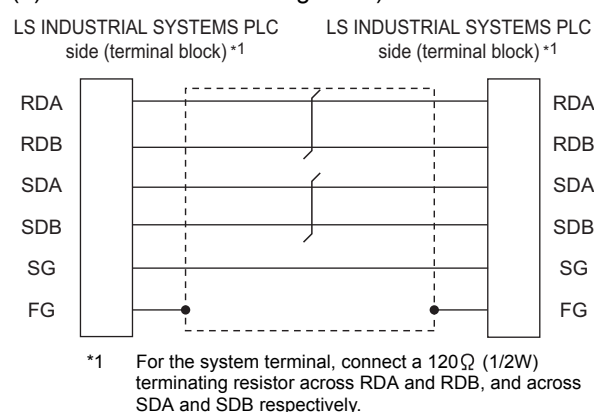 LS INDUSTRIAL SYSTEMS PLC
side (terminal block) *1
LS INDUSTRIAL SYSTEMS PLC
side (terminal block) *1
RDA
RDA
RDB
RDB
SDA
SDA
SDB
SDB
SG
SG
FG
FG
*1 For the system terminal, connect a 120Ω (1/2W)
terminating resistor across RDA and RDB, and across
SDA and SDB respectively.